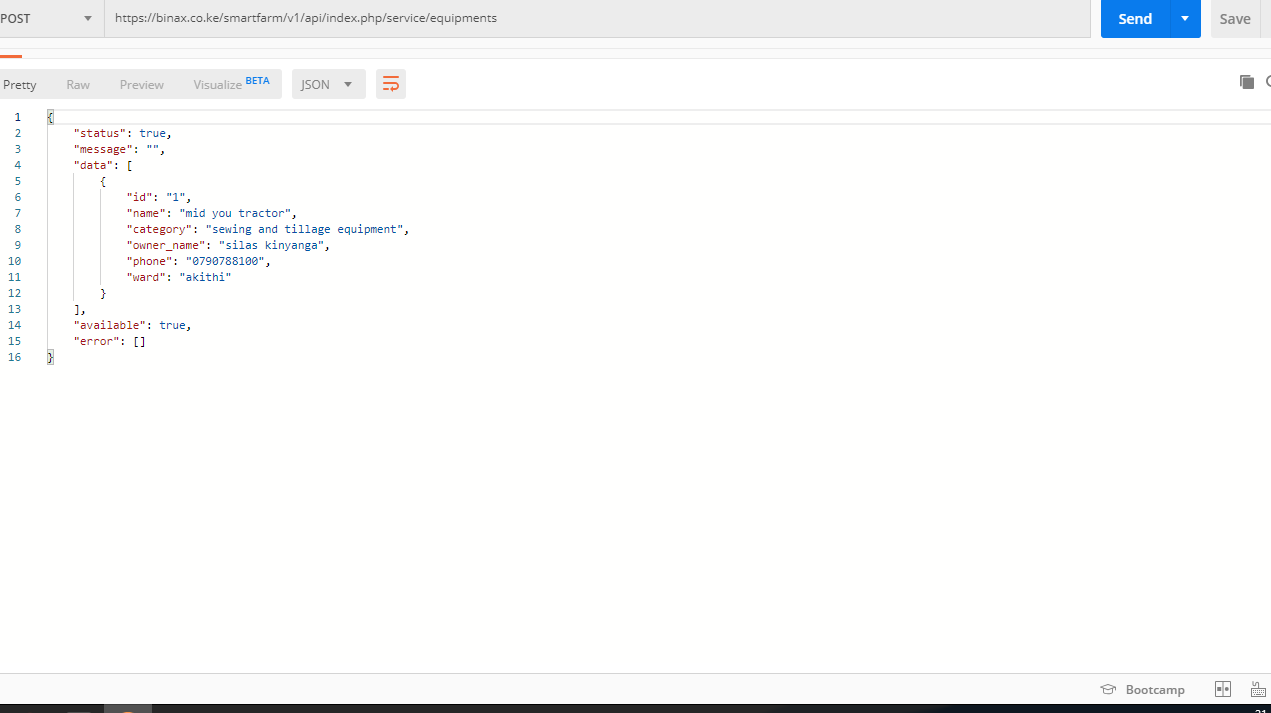 POST https://binax.co.ke/smartfarm/v1/api/index.php/service/equipments Send Save
Pretty Raw Preview Visualize BETA JSON
1 {
2 "status": true,
3 "message": "",
4 "data": [
5 {
6 "id": "1",
7 "name": "mid you tractor",
8 "category": "sewing and tillage equipment",
9 "owner_name": "silas kinyanga",
10 "phone": "0790788100",
11 "ward": "akithi"
12 }
13 ],
14 "available": true,
15 "error": []
16 }
Bootcamp